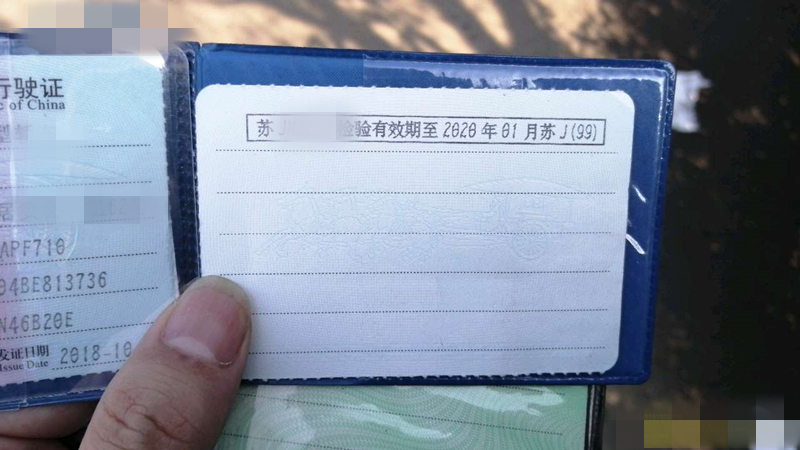 行驶证
e of China
苏 J 检验有效期至 2020 年 01 月苏 J(99)
APF710
04BE813736
N46B20E
发证日期 2018-10
Issue Date